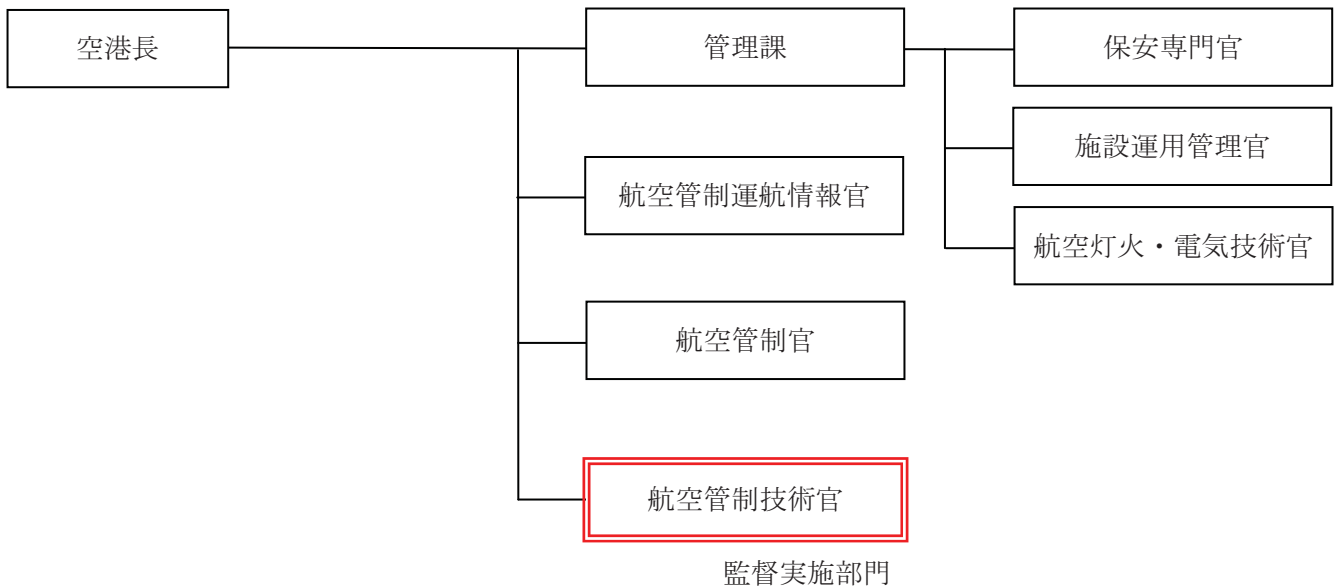 空港長
管理課
保安専門官
施設運用管理官
航空管制運航情報官
航空灯火・電気技術官
航空管制官
航空管制技術官
監督実施部門